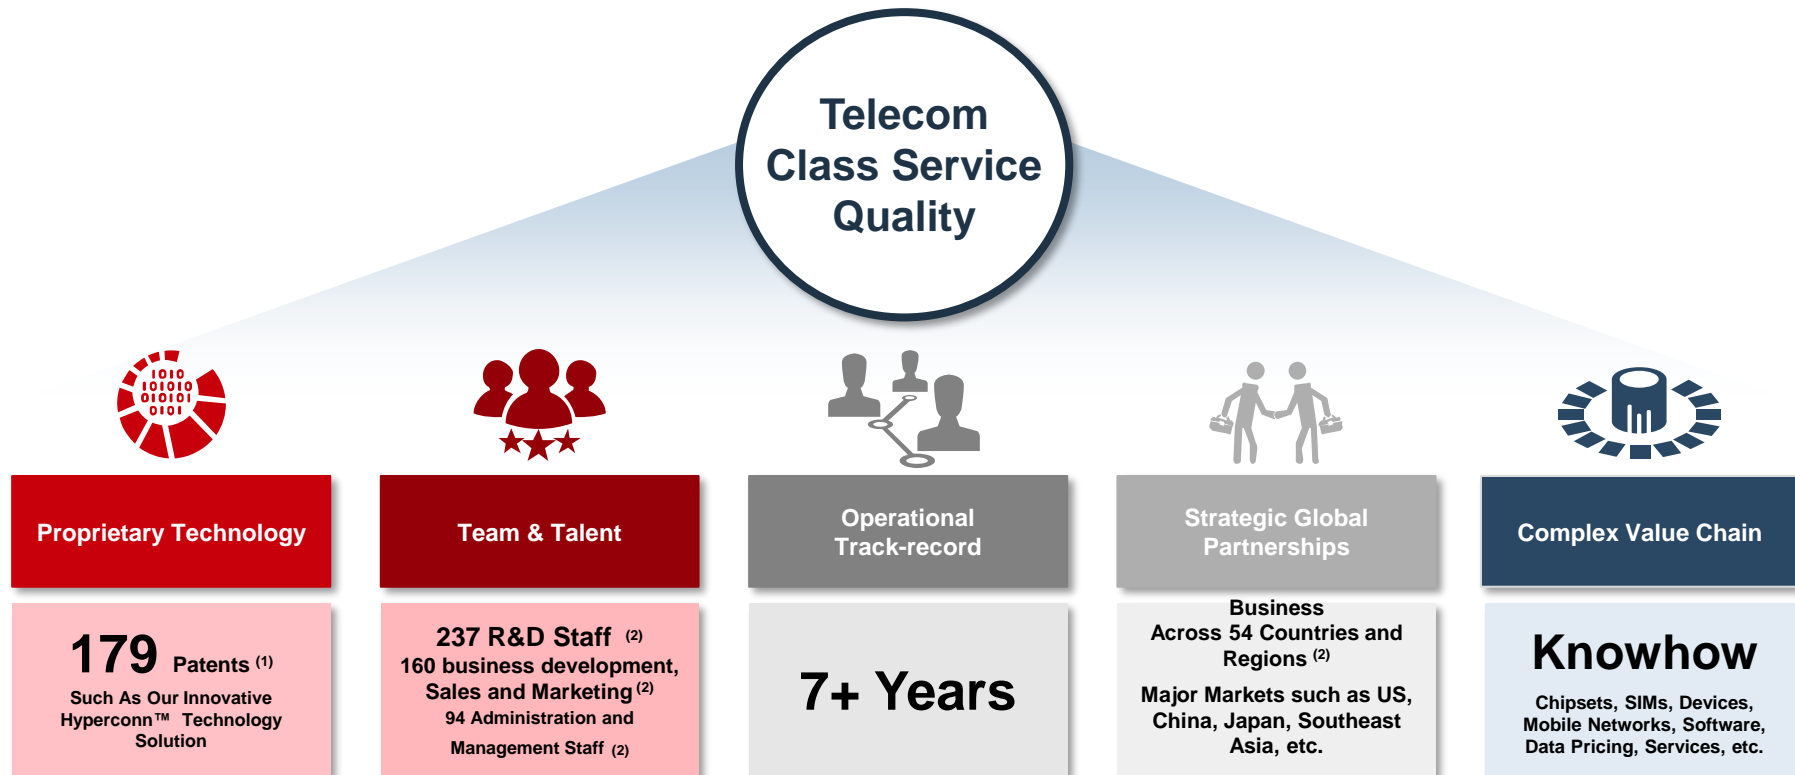 Telecom
Class Service
Quality
1010
101010
010101
0101
Proprietary Technology
Team & Talent
Operational
Track-record
Strategic Global
Partnerships
Complex Value Chain
179 Patents (1)
Such As Our Innovative
Hyperconn™ Technology
Solution
237 R&D Staff (2)
160 business development,
Sales and Marketing (2)
94 Administration and
Management Staff (2)
7+ Years
Business
Across 54 Countries and
Regions (2)
Major Markets such as US,
China, Japan, Southeast
Asia, etc.
Knowhow
Chipsets, SIMs, Devices,
Mobile Networks, Software,
Data Pricing, Services, etc.